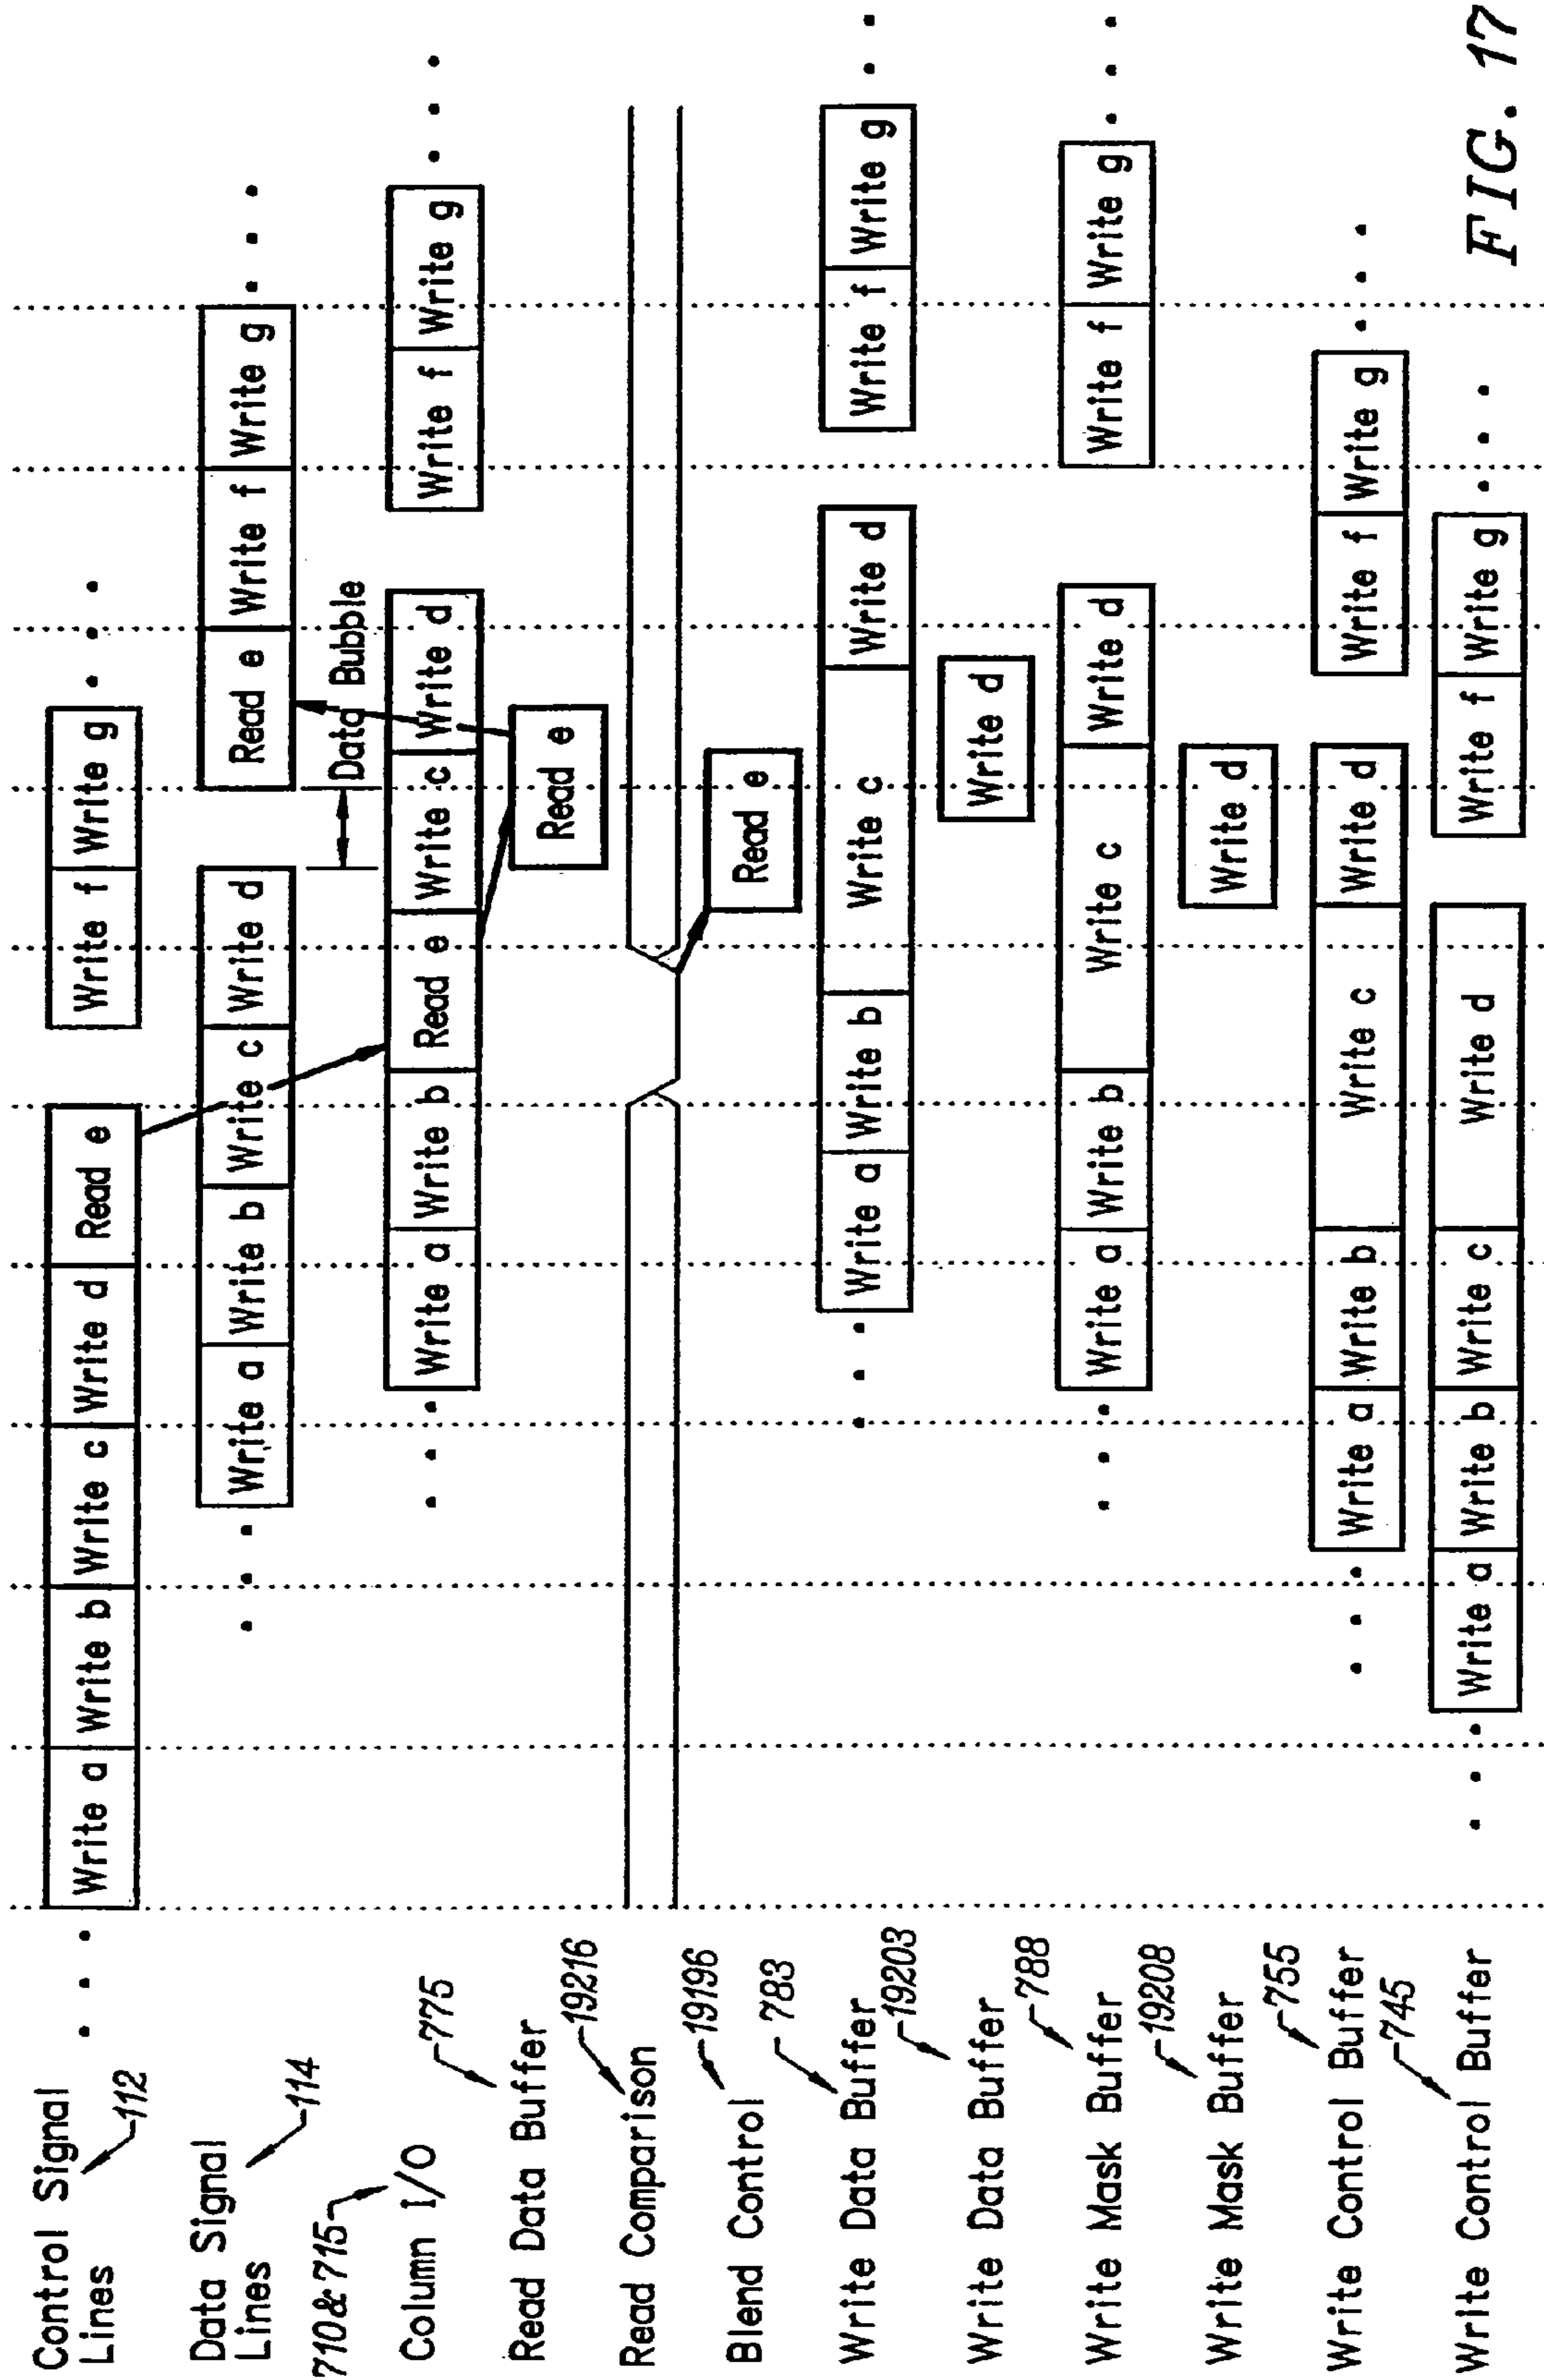 Control Signal
Lines
112
. . . Write a Write b Write c Write d Read e Write f Write g . . .
Data Signal
Lines
114
. . . Write a Write b Write c Write d Read e Write f Write g . . .
Data Bubble
710&715
Column I/O
. . . Write a Write b Read e Write c Write d Write f Write g . . .
775
Read Data Buffer
Read e
19216
Read Comparison
19196
Blend Control
Read e
783
Write Data Buffer
. . . Write a Write b Write c Write d Write f Write g . . .
19203
Write Data Buffer
Write d
788
Write Mask Buffer
. . . Write a Write b Write c Write d Write f Write g . . .
19208
Write Mask Buffer
Write d
755
Write Control Buffer
. . . Write a Write b Write c Write d Write f Write g . . .
745
Write Control Buffer
. . . Write a Write b Write c Write d Write f Write g . . .
FIG. 17